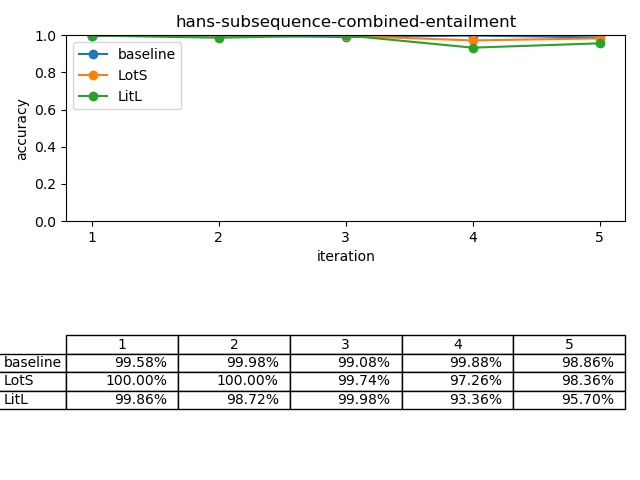 hans-subsequence-combined-entailment
1.0
0.8
0.6
0.4
0.2
0.0
accuracy
baseline
LotS
LitL
1 2 3 4 5
iteration
1 2 3 4 5
baseline 99.58% 99.98% 99.08% 99.88% 98.86%
LotS 100.00% 100.00% 99.74% 97.26% 98.36%
LitL 99.86% 98.72% 99.98% 93.36% 95.70%